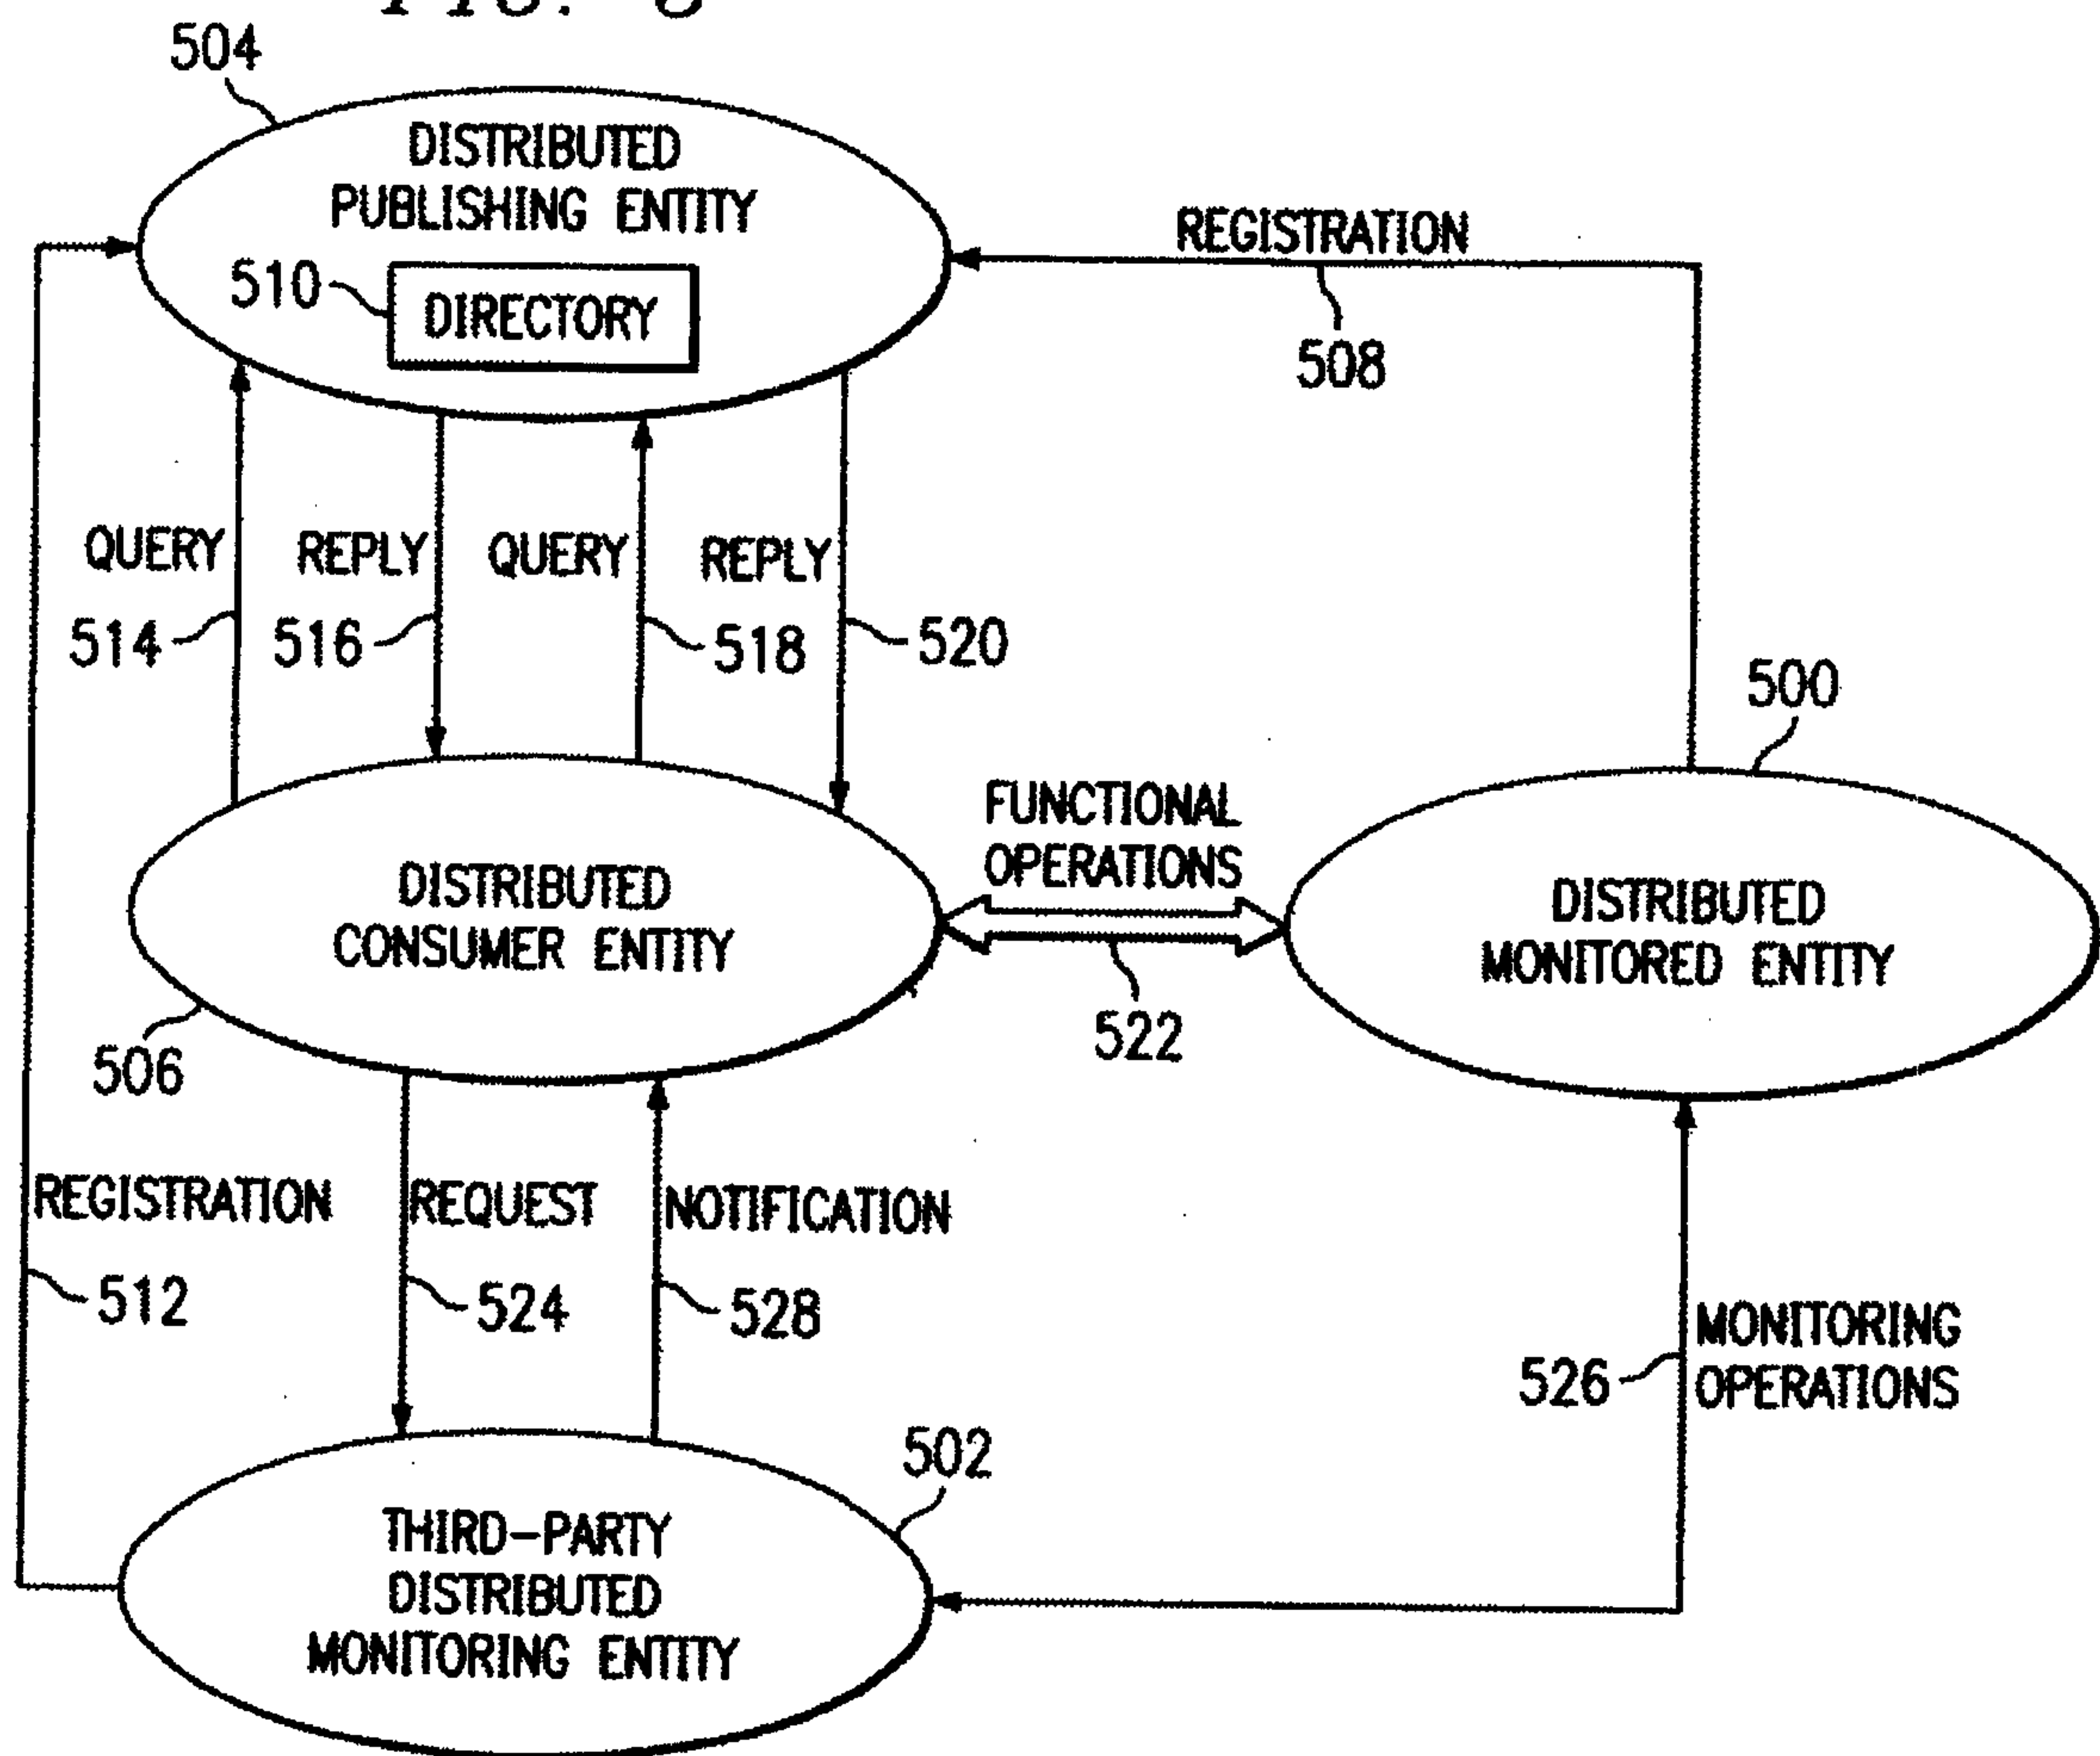 504
DISTRIBUTED
PUBLISHING ENTITY
510
DIRECTORY
REGISTRATION
508
QUERY
REPLY
QUERY
REPLY
514
516
518
520
500
FUNCTIONAL
OPERATIONS
DISTRIBUTED
CONSUMER ENTITY
DISTRIBUTED
MONITORED ENTITY
522
506
REGISTRATION
REQUEST
NOTIFICATION
512
524
528
MONITORING
OPERATIONS
526
502
THIRD-PARTY
DISTRIBUTED
MONITORING ENTITY